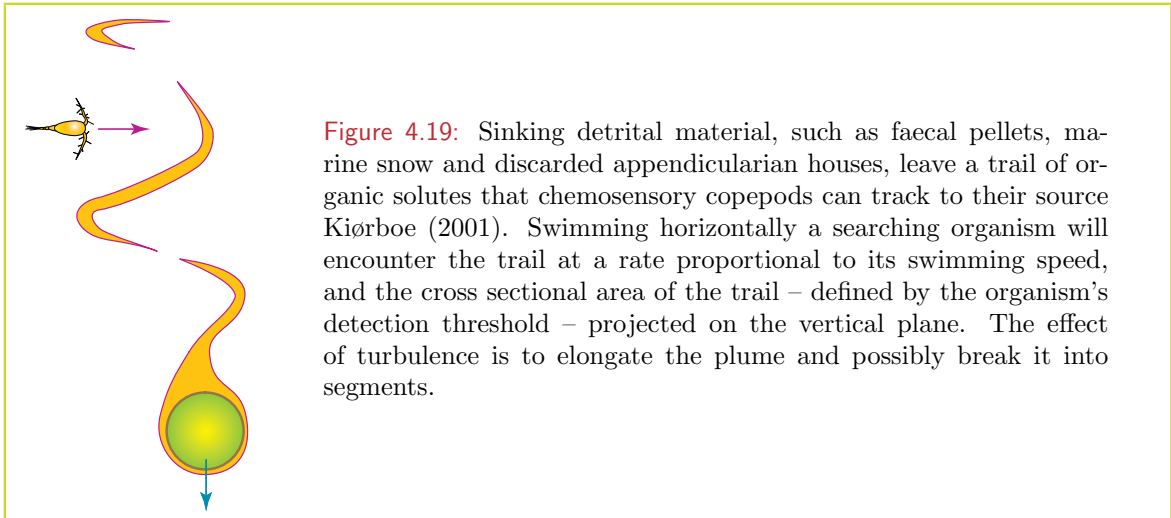 Figure 4.19: Sinking detrital material, such as faecal pellets, ma-
rine snow and discarded appendicularian houses, leave a trail of or-
ganic solutes that chemosensory copepods can track to their source
Kiørboe (2001). Swimming horizontally a searching organism will
encounter the trail at a rate proportional to its swimming speed,
and the cross sectional area of the trail – defined by the organism's
detection threshold – projected on the vertical plane. The effect
of turbulence is to elongate the plume and possibly break it into
segments.